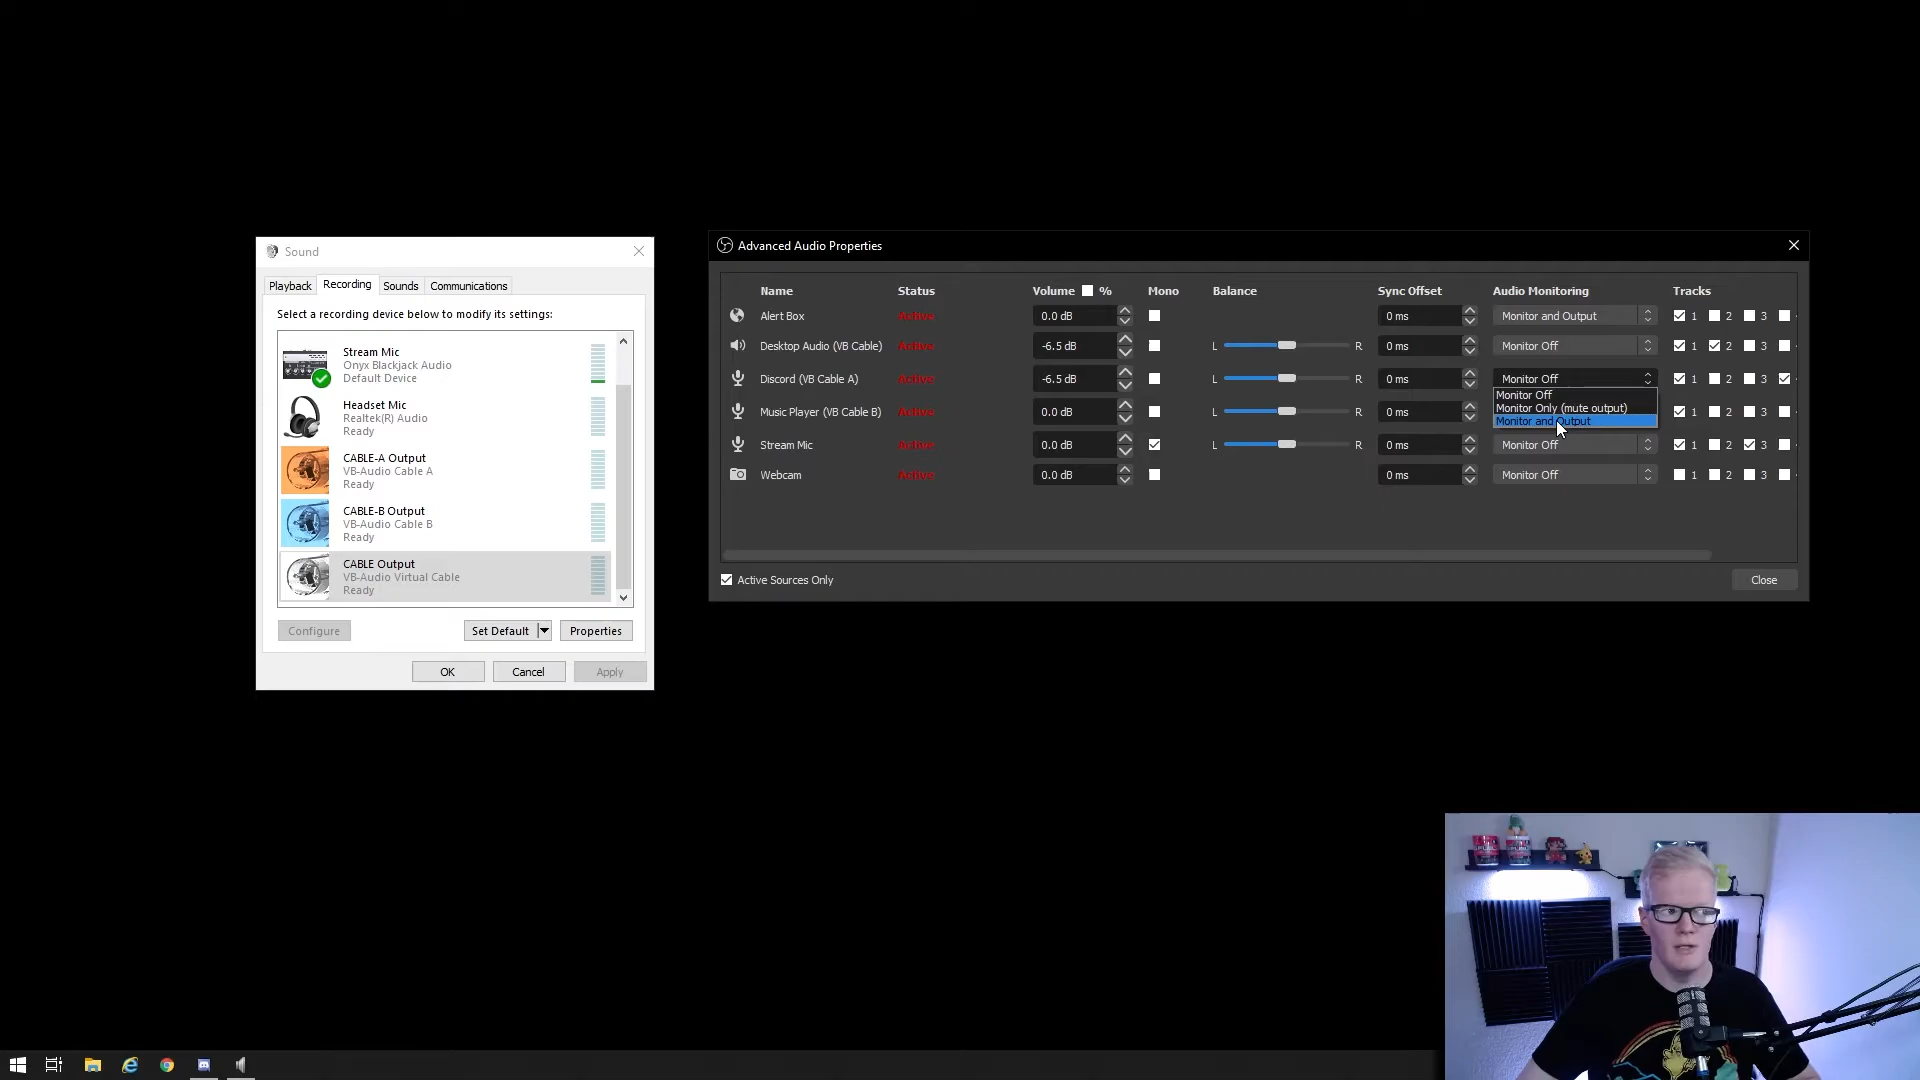 Sound
Playback Recording Sounds Communications
Select a recording device below to modify its settings:
Stream Mic
Onyx Blackjack Audio
Default Device
Headset Mic
Realtek(R) Audio
Ready
CABLE-A Output
VB-Audio Cable A
Ready
CABLE-B Output
VB-Audio Cable B
Ready
CABLE Output
VB-Audio Virtual Cable
Ready
Configure Set Default Properties
OK Cancel Apply
Advanced Audio Properties
Name Status Volume % Mono Balance Sync Offset Audio Monitoring Tracks
Alert Box Active 0.0 dB 0 ms Monitor and Output 1 2 3
Desktop Audio (VB Cable) Active -6.5 dB L R 0 ms Monitor Off 1 2 3
Discord (VB Cable A) Active -6.5 dB L R 0 ms Monitor Off 1 2 3
Monitor Off
Monitor Only (mute output)
Monitor and Output
Music Player (VB Cable B) Active 0.0 dB L R 0 ms 1 2 3
Stream Mic Active 0.0 dB L R 0 ms Monitor Off 1 2 3
Webcam Active 0.0 dB 0 ms Monitor Off 1 2 3
Active Sources Only
Close